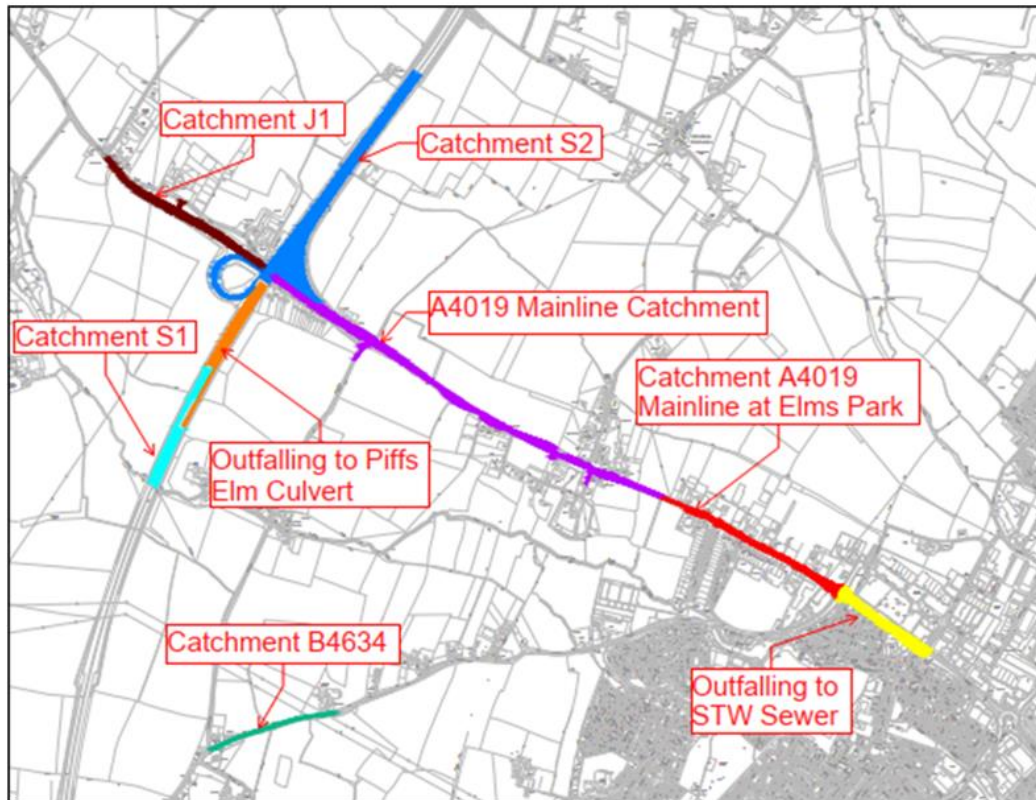 Catchment J1
Catchment S2
A4019 Mainline Catchment
Catchment S1
Catchment A4019
Mainline at Elms Park
Outfalling to Piffs
Elm Culvert
Catchment B4634
Outfalling to
STW Sewer